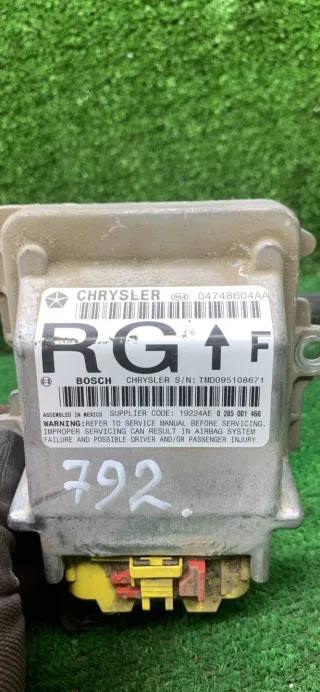 CHRYSLER 864 04748604AA
RG F
BOSCH CHRYSLER S/N: TMD095108671
ASSEMBLED IN MEXICO SUPPLIER CODE: 19224AE 0 285 001 466
WARNING: REFER TO SERVICE MANUAL BEFORE SERVICING.
IMPROPER SERVICING CAN RESULT IN AIRBAG SYSTEM
FAILURE AND POSSIBLE DRIVER AND/OR PASSENGER INJURY.
792.